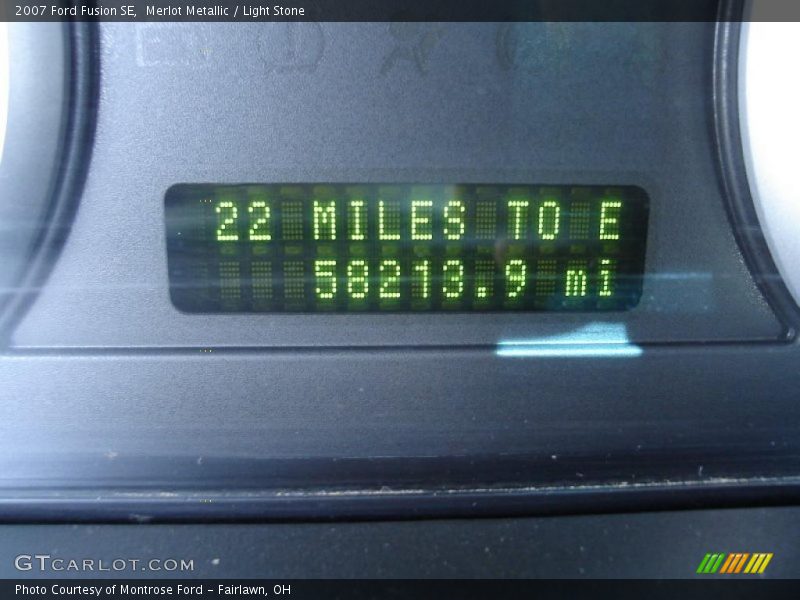 2007 Ford Fusion SE, Merlot Metallic / Light Stone
22 MILES TO E
58213.9 mi
GTCARLOT.COM
Photo Courtesy of Montrose Ford - Fairlawn, OH